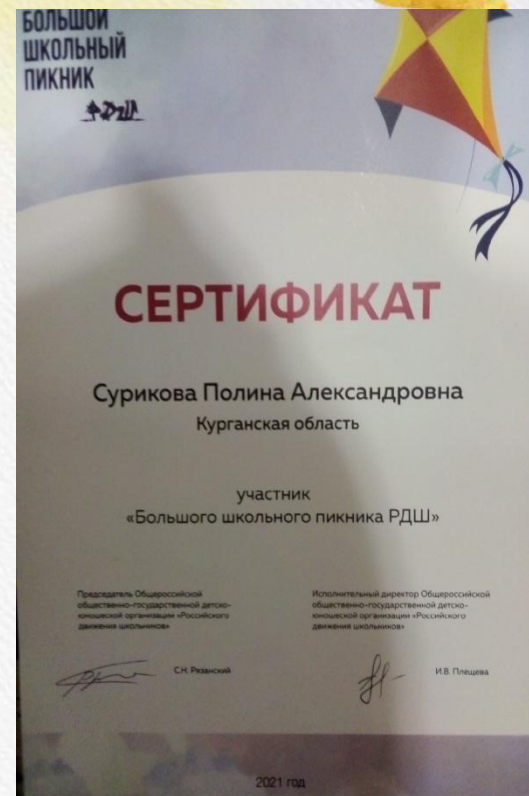 БОЛЬШОЙ
ШКОЛЬНЫЙ
ПИКНИК
РДШ
СЕРТИФИКАТ
Сурикова Полина Александровна
Курганская область
участник
«Большого школьного пикника РДШ»
Председатель Общероссийской
общественно-государственной детско-
юношеской организации «Российского
движения школьников»
С.Н. Рязанский
Исполнительный директор Общероссийской
общественно-государственной детско-
юношеской организации «Российского
движения школьников»
И.В. Плещева
2021 год